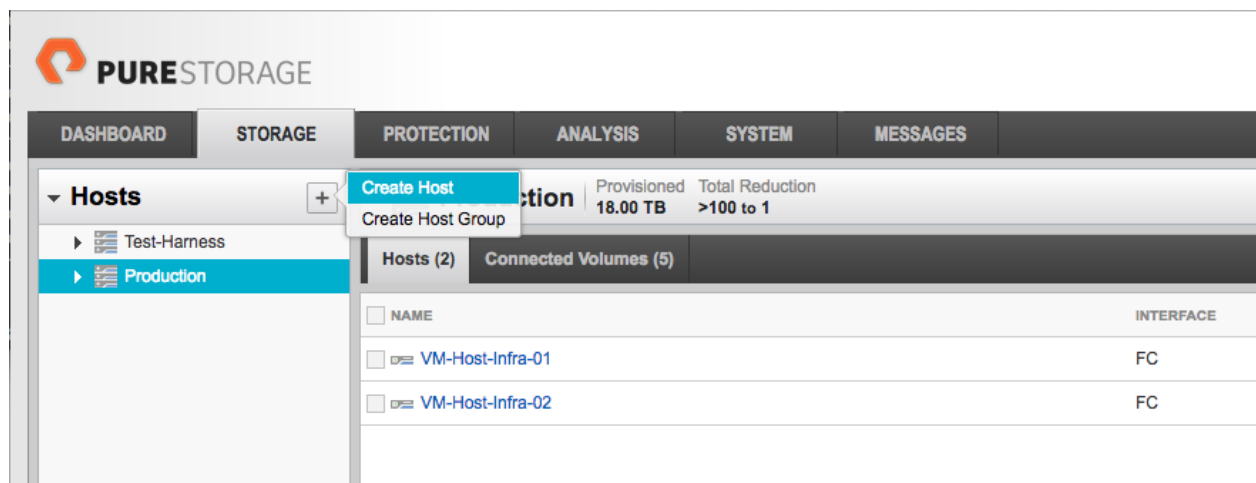 PURESTORAGE
DASHBOARD STORAGE PROTECTION ANALYSIS SYSTEM MESSAGES
Hosts + Create Host Provisioned Total Reduction
Create Host Group 18.00 TB >100 to 1
Test-Harness
Hosts (2) Connected Volumes (5)
Production
NAME INTERFACE
VM-Host-Infra-01 FC
VM-Host-Infra-02 FC